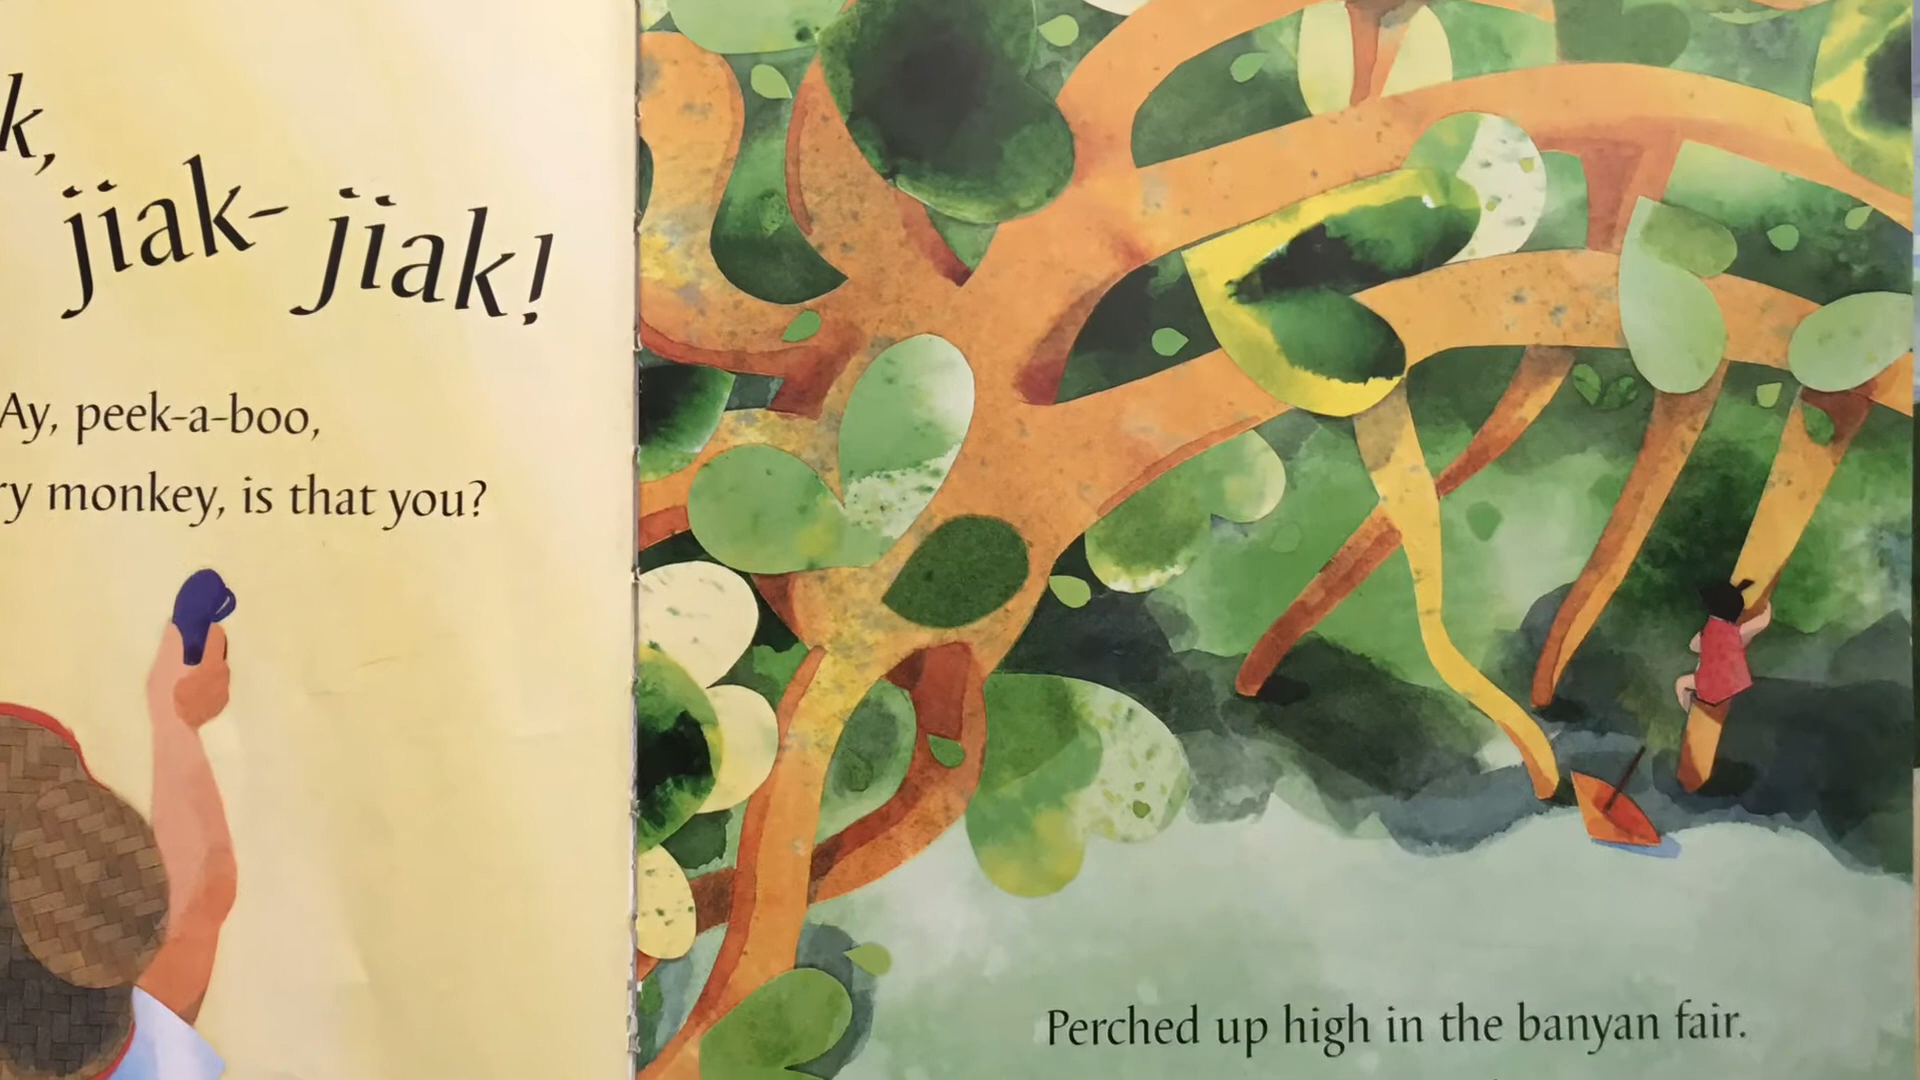 jiak-jiak!
Ay, peek-a-boo,
monkey, is that you?
Perched up high in the banyan fair.